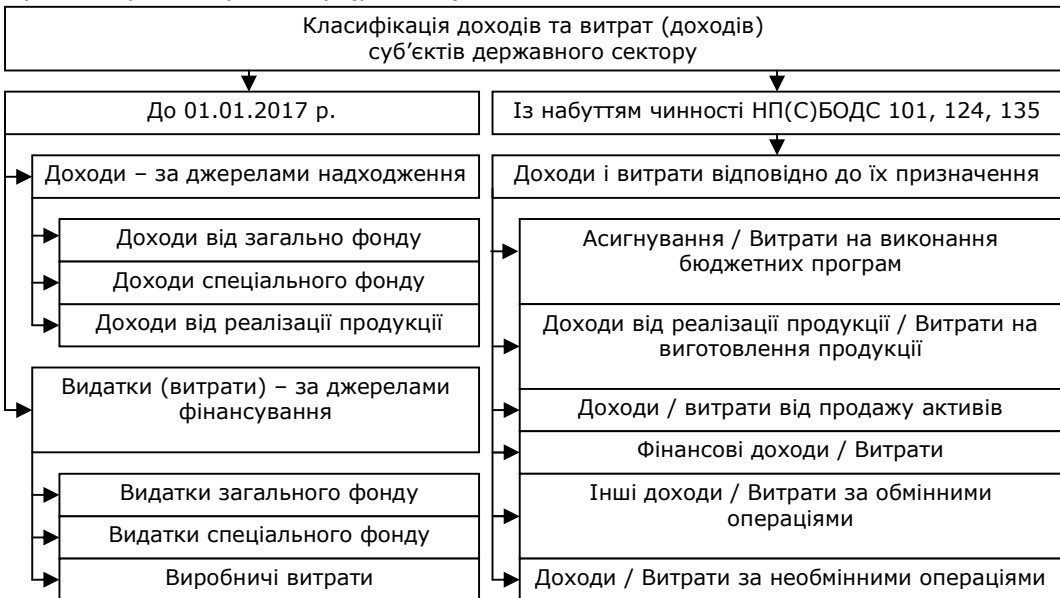 Класифікація доходів та витрат (доходів)
суб’єктів державного сектору
До 01.01.2017 р.
Доходи – за джерелами надходження
Доходи від загально фонду
Доходи спеціального фонду
Доходи від реалізації продукції
Видатки (витрати) – за джерелами
фінансування
Видатки загального фонду
Видатки спеціального фонду
Виробничі витрати
Із набуттям чинності НП(С)БОДС 101, 124, 135
Доходи і витрати відповідно до їх призначення
Асигнування / Витрати на виконання
бюджетних програм
Доходи від реалізації продукції / Витрати на
виготовлення продукції
Доходи / витрати від продажу активів
Фінансові доходи / Витрати
Інші доходи / Витрати за обмінними
операціями
Доходи / Витрати за необмінними операціями